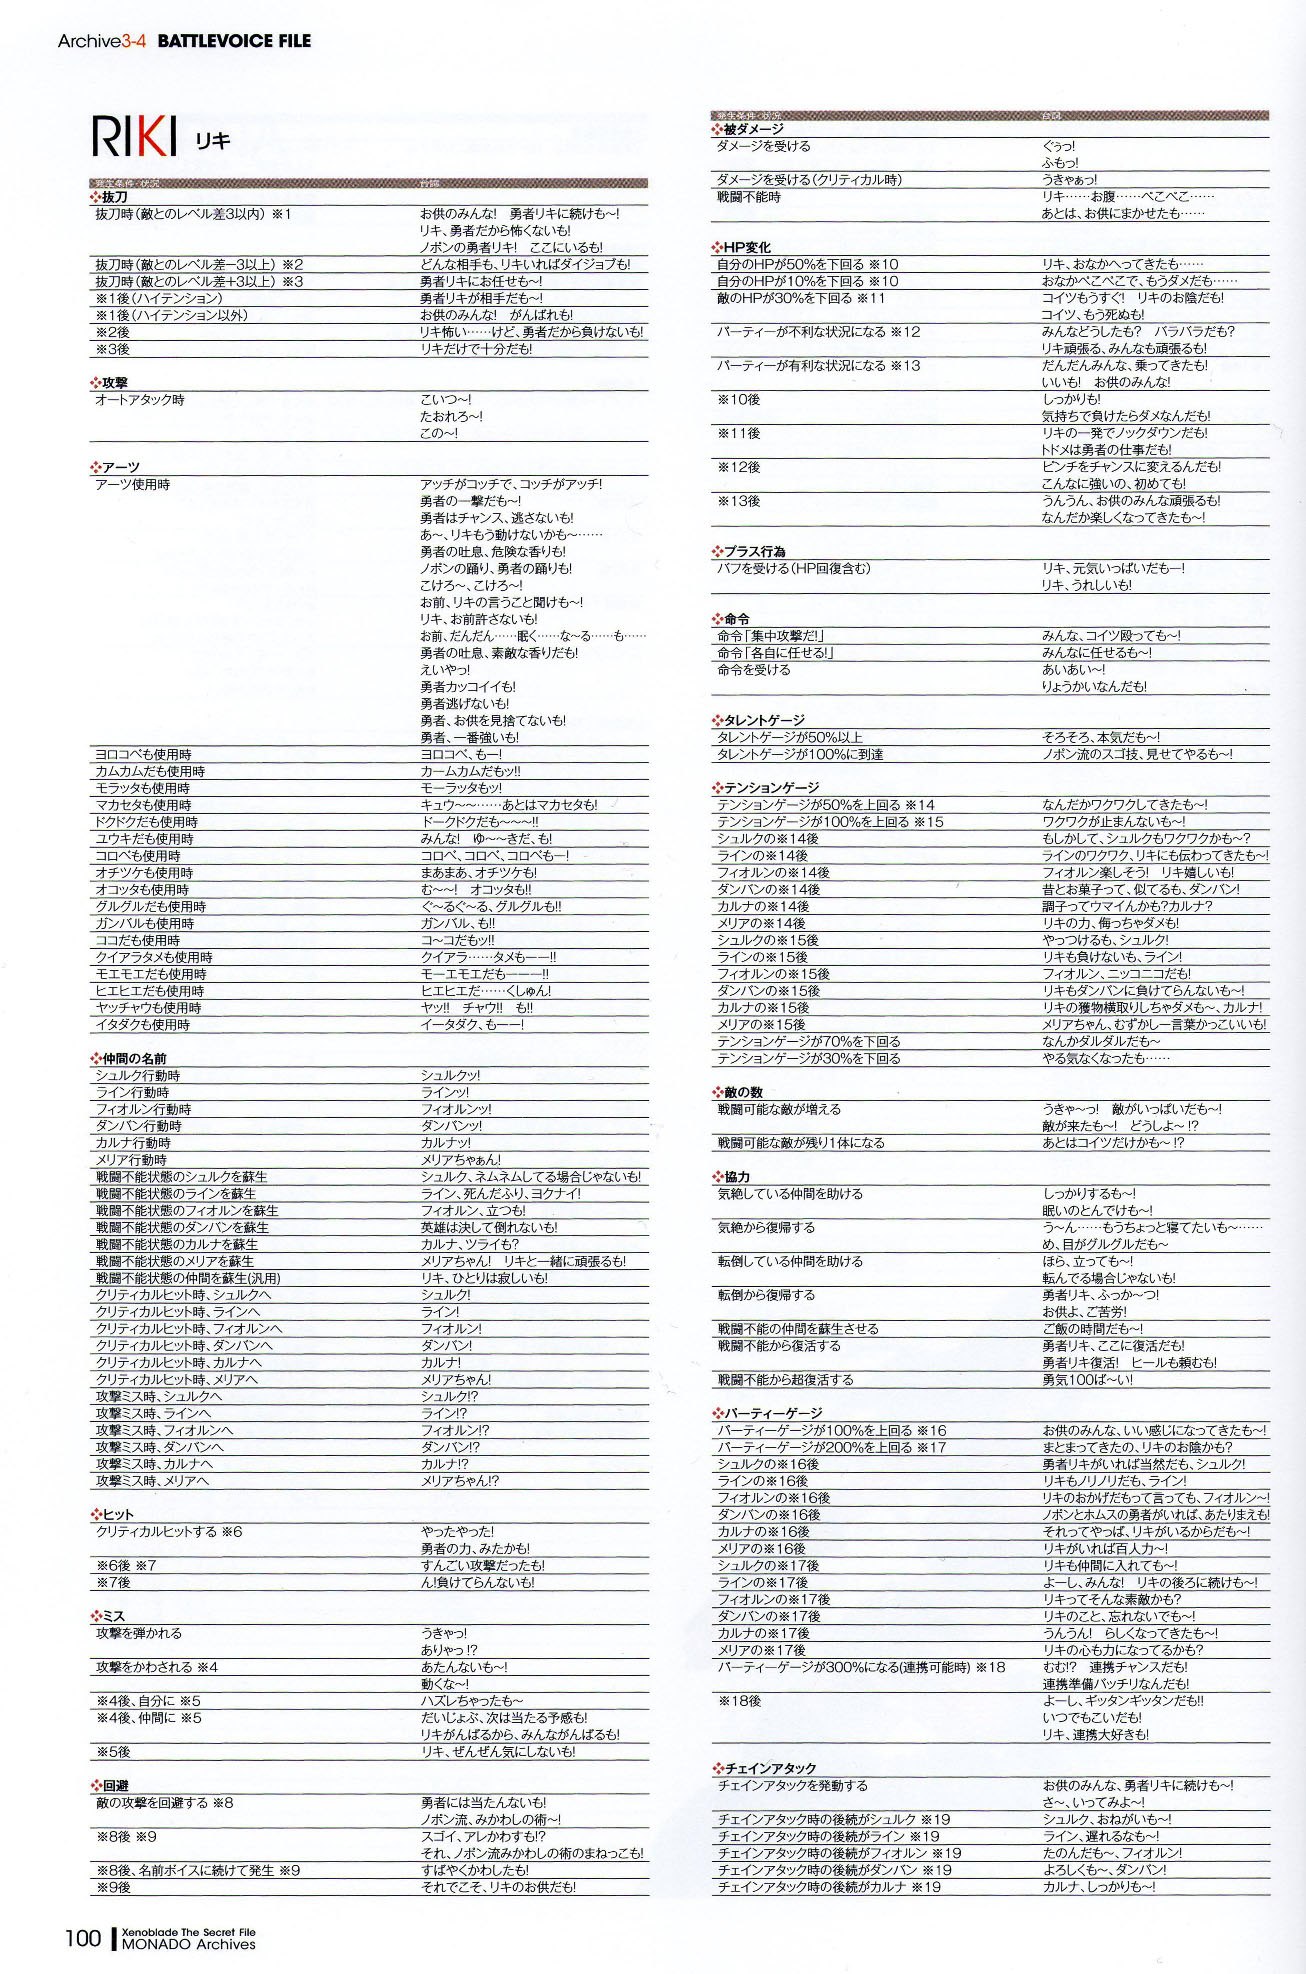 Archive3-4 BATTLEVOICE FILE
RIKI リキ
発生条件・状況 台詞
❖抜刀
抜刀時(敵とのレベル差3以内) ※1 お供のみんな! 勇者リキに続けも~!
リキ、勇者だから怖くないも!
ノポンの勇者リキ! ここにいるも!
抜刀時(敵とのレベル差−3以上) ※2 どんな相手も、リキいればダイジョブも!
抜刀時(敵とのレベル差+3以上) ※3 勇者リキにお任せも~!
※1後(ハイテンション) 勇者リキが相手だも~!
※1後(ハイテンション以外) お供のみんな! がんばれも!
※2後 リキ怖い……けど、勇者だから負けないも!
※3後 リキだけで十分だも!
❖攻撃
オートアタック時 こいつ~!
たおれろ~!
この~!
❖アーツ
アーツ使用時 アッチがコッチで、コッチがアッチ!
勇者の一撃だも~!
勇者はチャンス、逃さないも!
あ~、リキもう動けないかも~……
勇者の吐息、危険な香りも!
ノポンの踊り、勇者の踊りも!
こけろ~、こけろ~!
お前、リキの言うこと聞けも~!
リキ、お前許さないも!
お前、だんだん……眠く……な~る……も……
勇者の吐息、素敵な香りだも!
えいやっ!
勇者カッコイイも!
勇者逃げないも!
勇者、お供を見捨てないも!
勇者、一番強いも!
ヨロコベも使用時 ヨロコベ、もー!
カムカムだも使用時 カームカムだもッ!!
モラッタも使用時 モーラッタもッ!
マカセタも使用時 キュウ~~……あとはマカセタも!
ドクドクだも使用時 ドークドクだも~~~!!
ユウキだも使用時 みんな! ゆ~~きだ、も!
コロベも使用時 コロベ、コロベ、コロベもー!
オチツケも使用時 まあまあ、オチツケも!
オコッタも使用時 む~~! オコッタも!!
グルグルだも使用時 ぐ~るぐ~る、グルグルも!!
ガンバルも使用時 ガンバル、も!!
ココだも使用時 コ~コだもッ!!
クイアラタメも使用時 クイアラ……タメもーー!!
モエモエだも使用時 モーエモエだもーーー!!
ヒエヒエだも使用時 ヒエヒエだ……くしゅん!
ヤッチャウも使用時 ヤッ!! チャウ!! も!!
イタダクも使用時 イータダク、もーー!
❖仲間の名前
シュルク行動時 シュルクッ!
ライン行動時 ラインッ!
フィオルン行動時 フィオルンッ!
ダンバン行動時 ダンバンッ!
カルナ行動時 カルナッ!
メリア行動時 メリアちゃぁん!
戦闘不能状態のシュルクを蘇生 シュルク、ネムネムしてる場合じゃないも!
戦闘不能状態のラインを蘇生 ライン、死んだふり、ヨクナイ!
戦闘不能状態のフィオルンを蘇生 フィオルン、立つも!
戦闘不能状態のダンバンを蘇生 英雄は決して倒れないも!
戦闘不能状態のカルナを蘇生 カルナ、ツライも?
戦闘不能状態のメリアを蘇生 メリアちゃん! リキと一緒に頑張るも!
戦闘不能状態の仲間を蘇生(汎用) リキ、ひとりは寂しいも!
クリティカルヒット時、シュルクへ シュルク!
クリティカルヒット時、ラインへ ライン!
クリティカルヒット時、フィオルンへ フィオルン!
クリティカルヒット時、ダンバンへ ダンバン!
クリティカルヒット時、カルナへ カルナ!
クリティカルヒット時、メリアへ メリアちゃん!
攻撃ミス時、シュルクへ シュルク!?
攻撃ミス時、ラインへ ライン!?
攻撃ミス時、フィオルンへ フィオルン!?
攻撃ミス時、ダンバンへ ダンバン!?
攻撃ミス時、カルナへ カルナ!?
攻撃ミス時、メリアへ メリアちゃん!?
❖ヒット
クリティカルヒットする ※6 やったやった!
勇者の力、みたかも!
※6後 ※7 すんごい攻撃だったも!
※7後 ん!負けてらんないも!
❖ミス
攻撃を弾かれる うきゃっ!
ありゃっ!?
攻撃をかわされる ※4 あたんないも~!
動くな~!
※4後、自分に ※5 ハズレちゃったも~
※4後、仲間に ※5 だいじょぶ、次は当たる予感も!
リキがんばるから、みんながんばるも!
※5後 リキ、ぜんぜん気にしないも!
❖回避
敵の攻撃を回避する ※8 勇者には当たんないも!
ノポン流、みかわしの術~!
※8後 ※9 スゴイ、アレかわすも!?
それ、ノポン流みかわしの術のまねっこも!
※8後、名前ボイスに続けて発生 ※9 すばやくかわしたも!
※9後 それでこそ、リキのお供だも!
発生条件・状況 台詞
❖被ダメージ
ダメージを受ける ぐぅっ!
ふもっ!
ダメージを受ける(クリティカル時) うきゃぁっ!
戦闘不能時 リキ……お腹……ぺこぺこ……
あとは、お供にまかせたも……
❖HP変化
自分のHPが50%を下回る ※10 リキ、おなかへってきたも……
自分のHPが10%を下回る ※10 おなかぺこぺこで、もうダメだも……
敵のHPが30%を下回る ※11 コイツもうすぐ! リキのお陰だも!
コイツ、もう死ぬも!
パーティーが不利な状況になる ※12 みんなどうしたも? バラバラだも?
リキ頑張る、みんなも頑張るも!
パーティーが有利な状況になる ※13 だんだんみんな、乗ってきたも!
いいも! お供のみんな!
※10後 しっかりも!
気持ちで負けたらダメなんだも!
※11後 リキの一発でノックダウンだも!
トドメは勇者の仕事だも!
※12後 ピンチをチャンスに変えるんだも!
こんなに強いの、初めても!
※13後 うんうん、お供のみんな頑張るも!
なんだか楽しくなってきたも~!
❖プラス行為
バフを受ける(HP回復含む) リキ、元気いっぱいだもー!
リキ、うれしいも!
❖命令
命令「集中攻撃だ!」 みんな、コイツ殴っても~!
命令「各自に任せる!」 みんなに任せるも~!
命令を受ける あいあい~!
りょうかいなんだも!
❖タレントゲージ
タレントゲージが50%以上 そろそろ、本気だも~!
タレントゲージが100%に到達 ノポン流のスゴ技、見せてやるも~!
❖テンションゲージ
テンションゲージが50%を上回る ※14 なんだかワクワクしてきたも~!
テンションゲージが100%を上回る ※15 ワクワクが止まんないも~!
シュルクの※14後 もしかして、シュルクもワクワクかも~?
ラインの※14後 ラインのワクワク、リキにも伝わってきたも~!
フィオルンの※14後 フィオルン楽しそう! リキ嬉しいも!
ダンバンの※14後 昔とお菓子って、似てるも、ダンバン!
カルナの※14後 調子ってウマイんかも?カルナ?
メリアの※14後 リキの力、侮っちゃダメも!
シュルクの※15後 やっつけるも、シュルク!
ラインの※15後 リキも負けないも、ライン!
フィオルンの※15後 フィオルン、ニッコニコだも!
ダンバンの※15後 リキもダンバンに負けてらんないも~!
カルナの※15後 リキの獲物横取りしちゃダメも~、カルナ!
メリアの※15後 メリアちゃん、むずかしー言葉かっこいいも!
テンションゲージが70%を下回る なんかダルダルだも~
テンションゲージが30%を下回る やる気なくなったも……
❖敵の数
戦闘可能な敵が増える うきゃ~っ! 敵がいっぱいだも~!
敵が来たも~! どうしよ~!?
戦闘可能な敵が残り1体になる あとはコイツだけかも~!?
❖協力
気絶している仲間を助ける しっかりするも~!
眠いのとんでけも~!
気絶から復帰する う~ん……もうちょっと寝てたいも~……
め、目がグルグルだも~
転倒している仲間を助ける ほら、立っても~!
転んでる場合じゃないも!
転倒から復帰する 勇者リキ、ふっか~つ!
お供よ、ご苦労!
戦闘不能の仲間を蘇生させる ご飯の時間だも~!
戦闘不能から復活する 勇者リキ、ここに復活だも!
勇者リキ復活! ヒールも頼むも!
戦闘不能から超復活する 勇気100ば~い!
❖パーティーゲージ
パーティーゲージが100%を上回る ※16 お供のみんな、いい感じになってきたも~!
パーティーゲージが200%を上回る ※17 まとまってきたの、リキのお陰かも?
シュルクの※16後 勇者リキがいれば当然だも、シュルク!
ラインの※16後 リキもノリノリだも、ライン!
フィオルンの※16後 リキのおかげだもって言っても、フィオルン~!
ダンバンの※16後 ノポンとホムスの勇者がいれば、あたりまえも!
カルナの※16後 それってやっぱ、リキがいるからだも~!
メリアの※16後 リキがいれば百人力~!
シュルクの※17後 リキも仲間に入れても~!
ラインの※17後 よーし、みんな! リキの後ろに続けも~!
フィオルンの※17後 リキってそんな素敵かも?
ダンバンの※17後 リキのこと、忘れないでも~!
カルナの※17後 うんうん! らしくなってきたも~!
メリアの※17後 リキの心も力になってるかも?
パーティーゲージが300%になる(連携可能時) ※18 むむ!? 連携チャンスだも!
連携準備バッチリなんだも!
※18後 よーし、ギッタンギッタンだも!!
いつでもこいだも!
リキ、連携大好きも!
❖チェインアタック
チェインアタックを発動する お供のみんな、勇者リキに続けも~!
さ~、いってみよ~!
チェインアタック時の後続がシュルク ※19 シュルク、おねがいも~!
チェインアタック時の後続がライン ※19 ライン、遅れるなも~!
チェインアタック時の後続がフィオルン ※19 たのんだも~、フィオルン!
チェインアタック時の後続がダンバン ※19 よろしくも~、ダンバン!
チェインアタック時の後続がカルナ ※19 カルナ、しっかりも~!
100 Xenoblade The Secret File
MONADO Archives